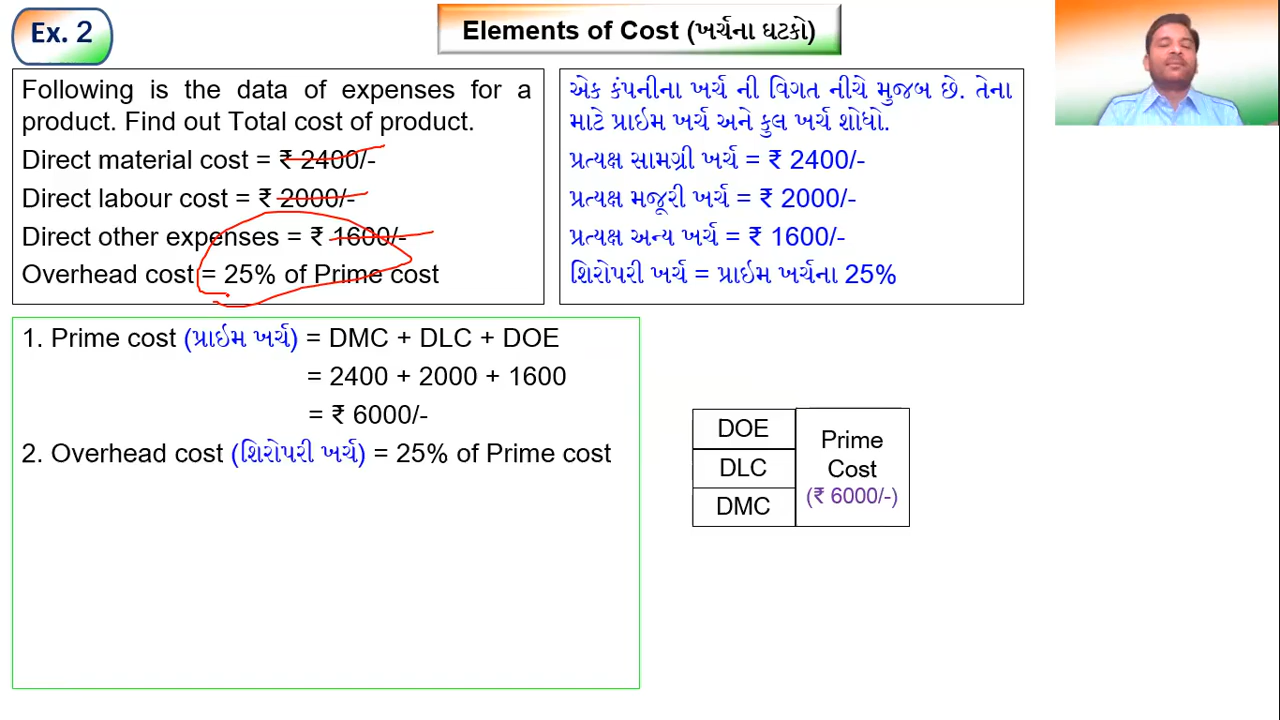 Ex. 2
Elements of Cost (ખર્ચના ઘટકો)
Following is the data of expenses for a
product. Find out Total cost of product.
Direct material cost = ₹ 2400/-
Direct labour cost = ₹ 2000/-
Direct other expenses = ₹ 1600/-
Overhead cost = 25% of Prime cost
એક કંપનીના ખર્ચ ની વિગત નીચે મુજબ છે. તેના
માટે પ્રાઇમ ખર્ચ અને કુલ ખર્ચ શોધો.
પ્રત્યક્ષ સામગ્રી ખર્ચ = ₹ 2400/-
પ્રત્યક્ષ મજૂરી ખર્ચ = ₹ 2000/-
પ્રત્યક્ષ અન્ય ખર્ચ = ₹ 1600/-
શિરોપરી ખર્ચ = પ્રાઇમ ખર્ચના 25%
1. Prime cost (પ્રાઇમ ખર્ચ) = DMC + DLC + DOE
= 2400 + 2000 + 1600
= ₹ 6000/-
2. Overhead cost (શિરોપરી ખર્ચ) = 25% of Prime cost
DOE
DLC
DMC
Prime
Cost
(₹ 6000/-)